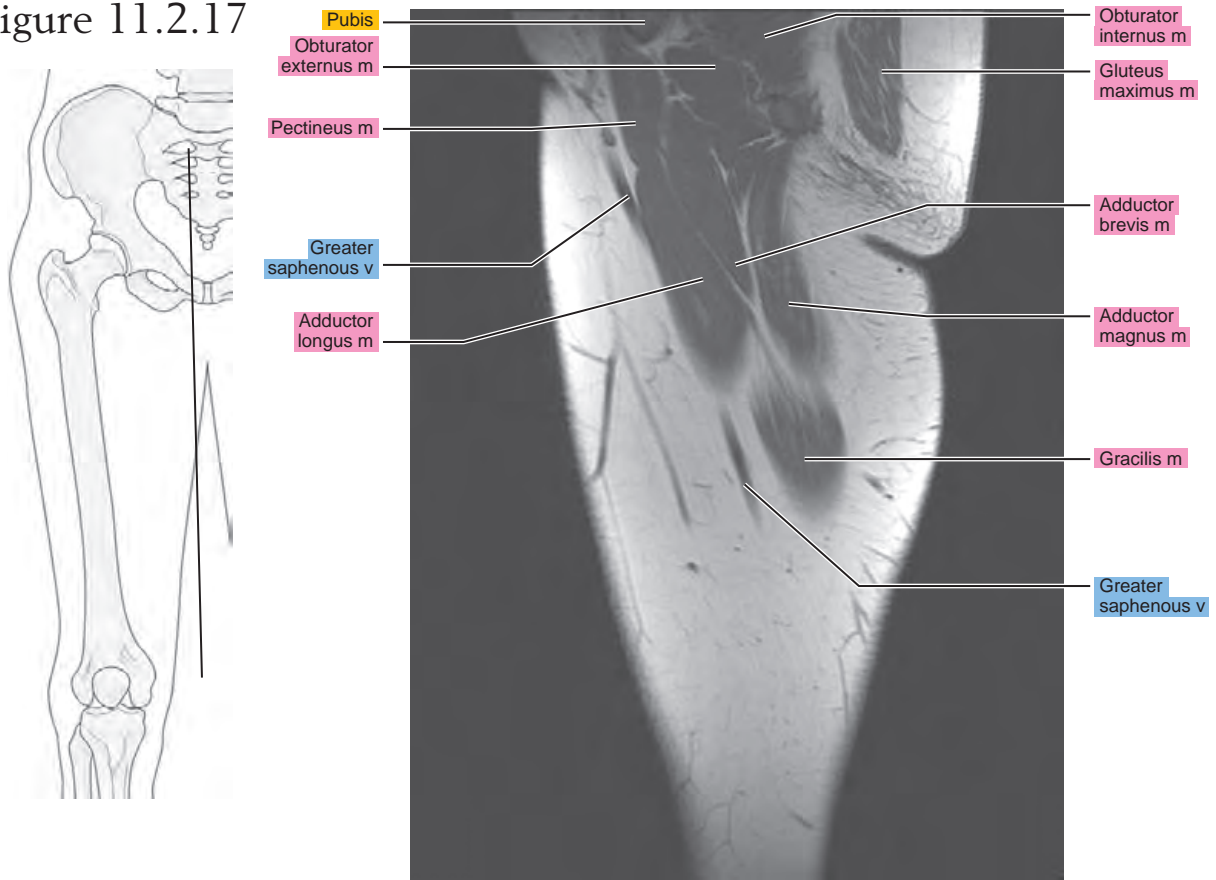 igure 11.2.17
Pubis
Obturator
externus m
Pectineus m
Greater
saphenous v
Adductor
longus m
Obturator
internus m
Gluteus
maximus m
Adductor
brevis m
Adductor
magnus m
Gracilis m
Greater
saphenous v